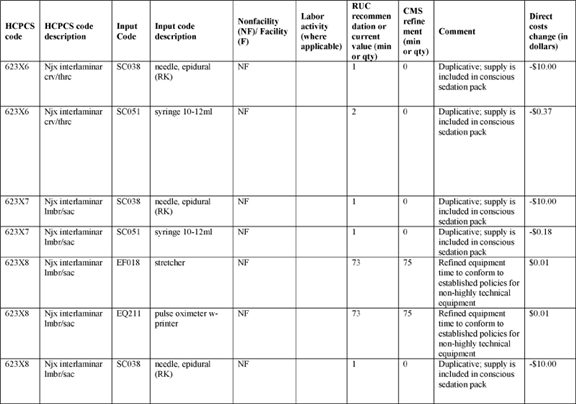 HCPCS code | HCPCS code description | Input Code | Input code description | Nonfacility (NF)/ Facility (F) | Labor activity (where applicable) | RUC recommen dation or current value (min or qty) | CMS refine ment (min or qty) | Comment | Direct costs change (in dollars)
623X6 | Njx interlaminar crv/thrc | SC038 | needle, epidural (RK) | NF | | 1 | 0 | Duplicative; supply is included in conscious sedation pack | -$10.00
623X6 | Njx interlaminar crv/thrc | SC051 | syringe 10-12ml | NF | | 2 | 0 | Duplicative; supply is included in conscious sedation pack | -$0.37
623X7 | Njx interlaminar lmbr/sac | SC038 | needle, epidural (RK) | NF | | 1 | 0 | Duplicative; supply is included in conscious sedation pack | -$10.00
623X7 | Njx interlaminar lmbr/sac | SC051 | syringe 10-12ml | NF | | 1 | 0 | Duplicative; supply is included in conscious sedation pack | -$0.18
623X8 | Njx interlaminar lmbr/sac | EF018 | stretcher | NF | | 73 | 75 | Refined equipment time to conform to established policies for non-highly technical equipment | $0.01
623X8 | Njx interlaminar lmbr/sac | EQ211 | pulse oximeter w-printer | NF | | 73 | 75 | Refined equipment time to conform to established policies for non-highly technical equipment | $0.01
623X8 | Njx interlaminar lmbr/sac | SC038 | needle, epidural (RK) | NF | | 1 | 0 | Duplicative; supply is included in conscious sedation pack | -$10.00